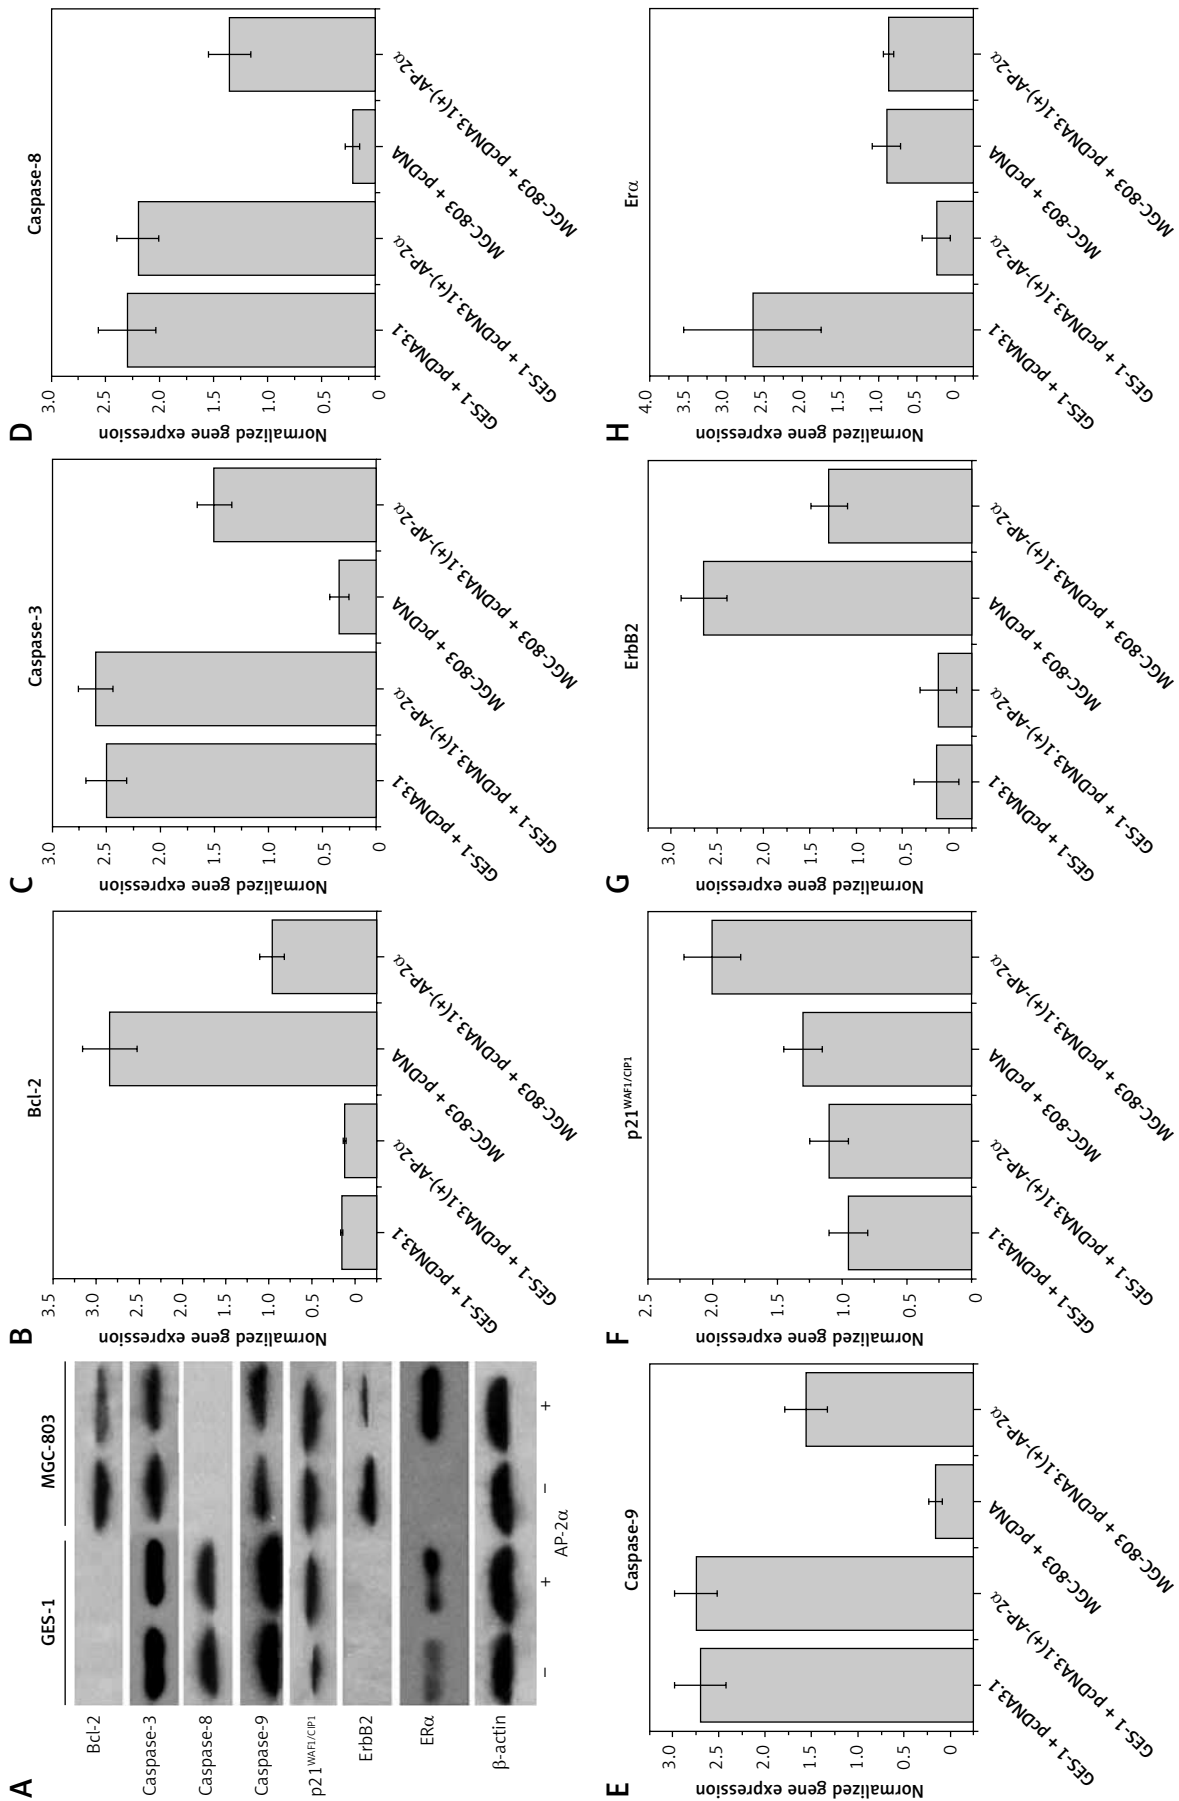 A
GES-1
MGC-803
Bcl-2
Caspase-3
Caspase-8
Caspase-9
p21WAF1/CIP1
ErbB2
ERα
β-actin
– + – +
AP-2α
B
Bcl-2
Normalized gene expression
3.5
3.0
2.5
2.0
1.5
1.0
0.5
0
GES-1 + pcDNA3.1
GES-1 + pcDNA3.1(+)-AP-2α
MGC-803 + pcDNA
MGC-803 + pcDNA3.1(+)-AP-2α
C
Caspase-3
Normalized gene expression
3.0
2.5
2.0
1.5
1.0
0.5
0
GES-1 + pcDNA3.1
GES-1 + pcDNA3.1(+)-AP-2α
MGC-803 + pcDNA
MGC-803 + pcDNA3.1(+)-AP-2α
D
Caspase-8
Normalized gene expression
3.0
2.5
2.0
1.5
1.0
0.5
0
GES-1 + pcDNA3.1
GES-1 + pcDNA3.1(+)-AP-2α
MGC-803 + pcDNA
MGC-803 + pcDNA3.1(+)-AP-2α
E
Caspase-9
Normalized gene expression
3.0
2.5
2.0
1.5
1.0
0.5
0
GES-1 + pcDNA3.1
GES-1 + pcDNA3.1(+)-AP-2α
MGC-803 + pcDNA
MGC-803 + pcDNA3.1(+)-AP-2α
F
p21WAF1/CIP1
Normalized gene expression
2.5
2.0
1.5
1.0
0.5
0
GES-1 + pcDNA3.1
GES-1 + pcDNA3.1(+)-AP-2α
MGC-803 + pcDNA
MGC-803 + pcDNA3.1(+)-AP-2α
G
ErbB2
Normalized gene expression
3.0
2.5
2.0
1.5
1.0
0.5
0
GES-1 + pcDNA3.1
GES-1 + pcDNA3.1(+)-AP-2α
MGC-803 + pcDNA
MGC-803 + pcDNA3.1(+)-AP-2α
H
Erα
Normalized gene expression
4.0
3.5
3.0
2.5
2.0
1.5
1.0
0.5
0
GES-1 + pcDNA3.1
GES-1 + pcDNA3.1(+)-AP-2α
MGC-803 + pcDNA
MGC-803 + pcDNA3.1(+)-AP-2α